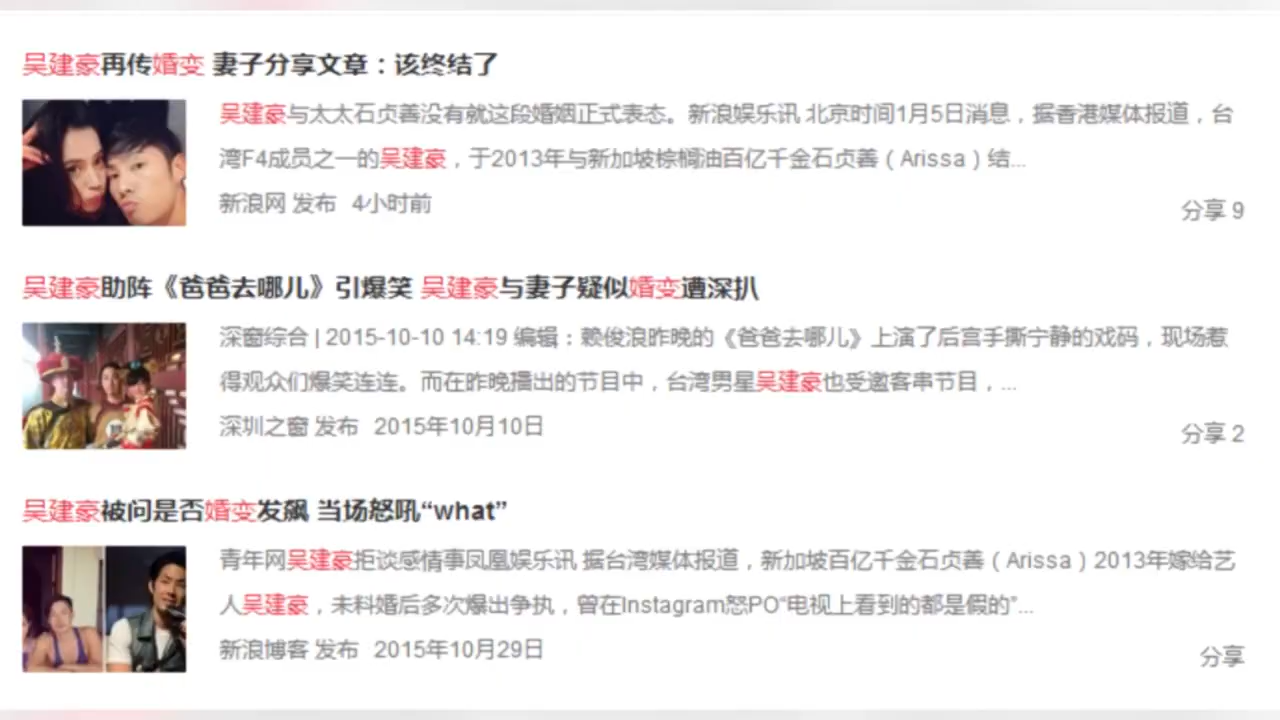 吴建豪再传婚变 妻子分享文章：该终结了
吴建豪与太太石贞善没有就这段婚姻正式表态。新浪娱乐讯 北京时间1月5日消息，据香港媒体报道，台
湾F4成员之一的吴建豪，于2013年与新加坡棕榈油百亿千金石贞善（Arissa）结...
新浪网 发布 4小时前
分享 9
吴建豪助阵《爸爸去哪儿》引爆笑 吴建豪与妻子疑似婚变遭深扒
深窗综合 | 2015-10-10 14:19 编辑：赖俊浪昨晚的《爸爸去哪儿》上演了后宫手撕宁静的戏码，现场惹
得观众们爆笑连连。而在昨晚播出的节目中，台湾男星吴建豪也受邀客串节目，...
深圳之窗 发布 2015年10月10日
分享 2
吴建豪被问是否婚变发飙 当场怒吼“what”
青年网吴建豪拒谈感情事凤凰娱乐讯 据台湾媒体报道，新加坡百亿千金石贞善（Arissa）2013年嫁给艺
人吴建豪，未料婚后多次爆出争执，曾在Instagram怒PO“电视上看到的都是假的”...
新浪博客 发布 2015年10月29日
分享